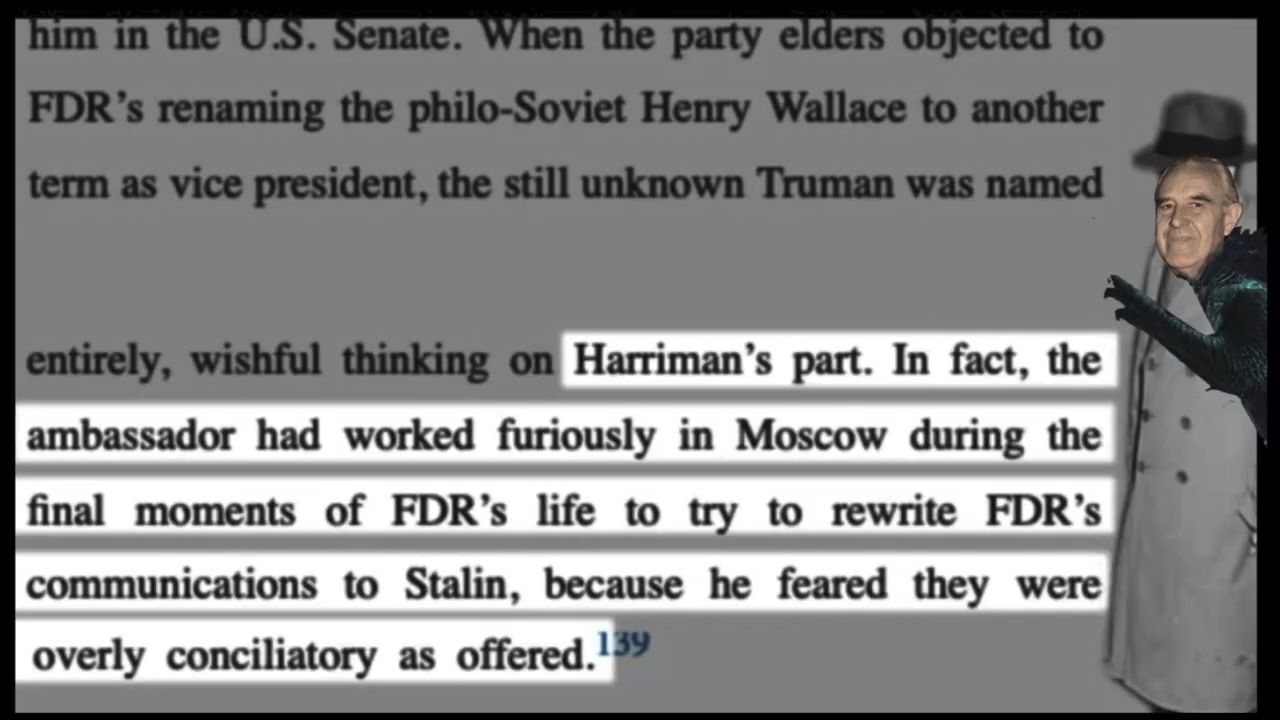 him in the U.S. Senate. When the party elders objected to
FDR’s renaming the philo-Soviet Henry Wallace to another
term as vice president, the still unknown Truman was named
entirely, wishful thinking on Harriman’s part. In fact, the
ambassador had worked furiously in Moscow during the
final moments of FDR’s life to try to rewrite FDR’s
communications to Stalin, because he feared they were
overly conciliatory as offered.139